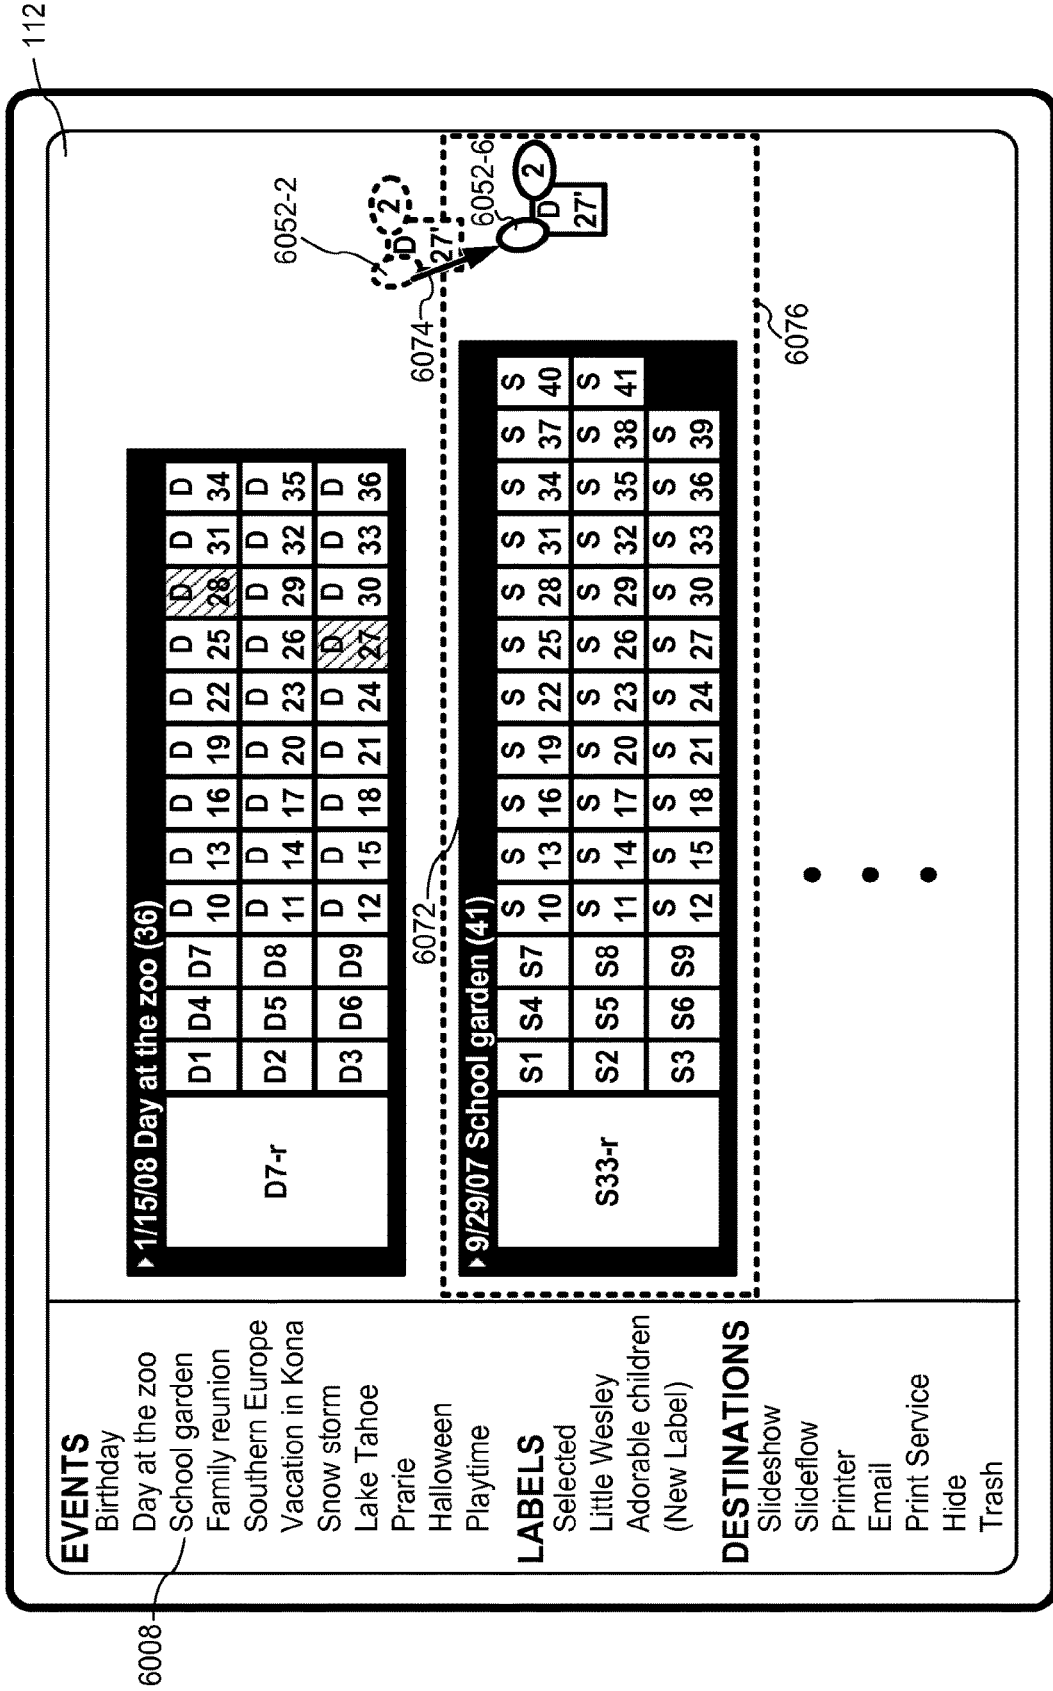 112
6008
EVENTS
Birthday
Day at the zoo
School garden
Family reunion
Southern Europe
Vacation in Kona
Snow storm
Lake Tahoe
Prarie
Halloween
Playtime
LABELS
Selected
Little Wesley
Adorable children
(New Label)
DESTINATIONS
Slideshow
Slideflow
Printer
Email
Print Service
Hide
Trash
1/15/08 Day at the zoo (36)
D7-r
D1 D4 D7 D 10 D 13 D 16 D 19 D 22 D 25 D 28 D 31 D 34
D2 D5 D8 D 11 D 14 D 17 D 20 D 23 D 26 D 29 D 32 D 35
D3 D6 D9 D 12 D 15 D 18 D 21 D 24 D 27 D 30 D 33 D 36
6052-2
2
D
27'
6074
6072
9/29/07 School garden (41)
S33-r
S1 S4 S7 S 10 S 13 S 16 S 19 S 22 S 25 S 28 S 31 S 34 S 37 S 40
S2 S5 S8 S 11 S 14 S 17 S 20 S 23 S 26 S 29 S 32 S 35 S 38 S 41
S3 S6 S9 S 12 S 15 S 18 S 21 S 24 S 27 S 30 S 33 S 36 S 39
6052-6
2
D
27'
6076